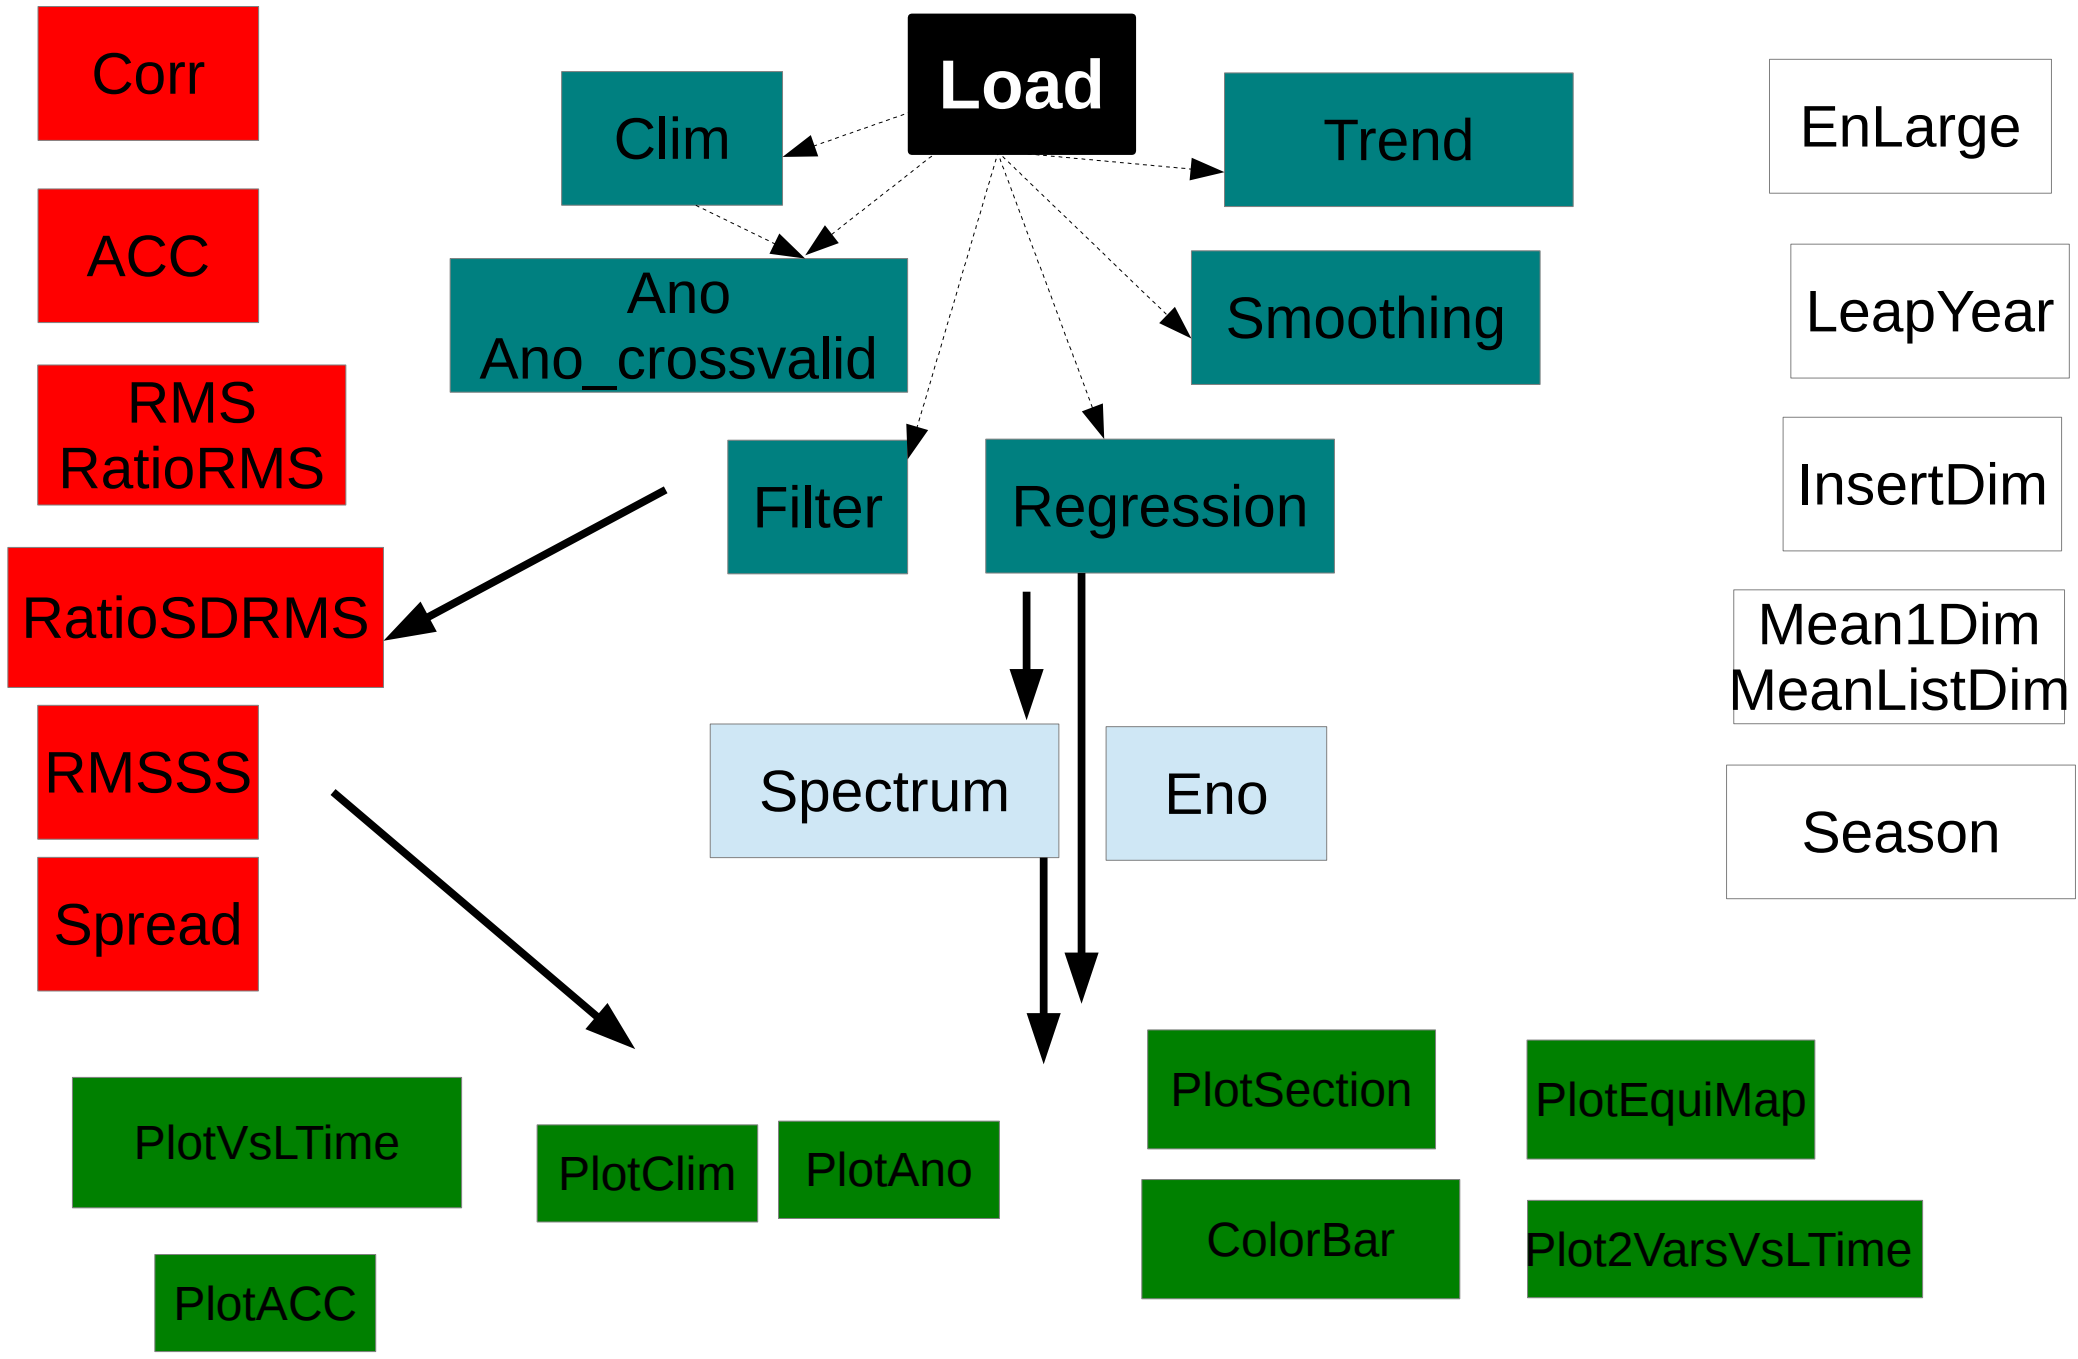 Load
Corr
ACC
RMS
RatioRMS
RatioSDRMS
RMSSS
Spread
Clim
Ano
Ano_crossvalid
Filter
Trend
Smoothing
Regression
Spectrum
Eno
EnLarge
LeapYear
InsertDim
Mean1Dim
MeanListDim
Season
PlotVsLTime
PlotACC
PlotClim
PlotAno
PlotSection
ColorBar
PlotEquiMap
Plot2VarsVsLTime